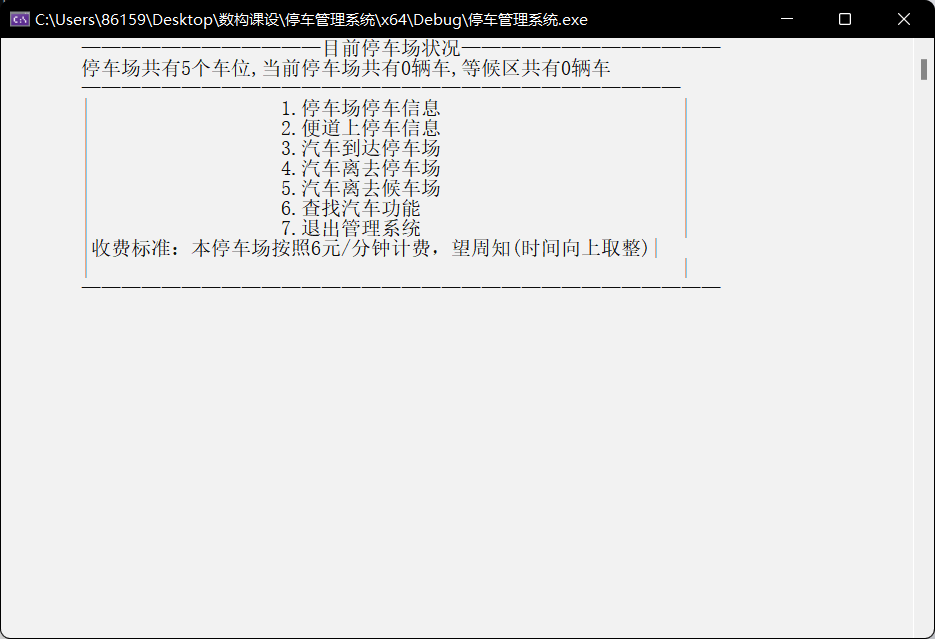 C:\Users\86159\Desktop\数构课设\停车管理系统\x64\Debug\停车管理系统.exe
————————————目前停车场状况—————————————
停车场共有5个车位,当前停车场共有0辆车,等候区共有0辆车
——————————————————————————————
1.停车场停车信息
2.便道上停车信息
3.汽车到达停车场
4.汽车离去停车场
5.汽车离去候车场
6.查找汽车功能
7.退出管理系统
收费标准：本停车场按照6元/分钟计费，望周知(时间向上取整)
————————————————————————————————